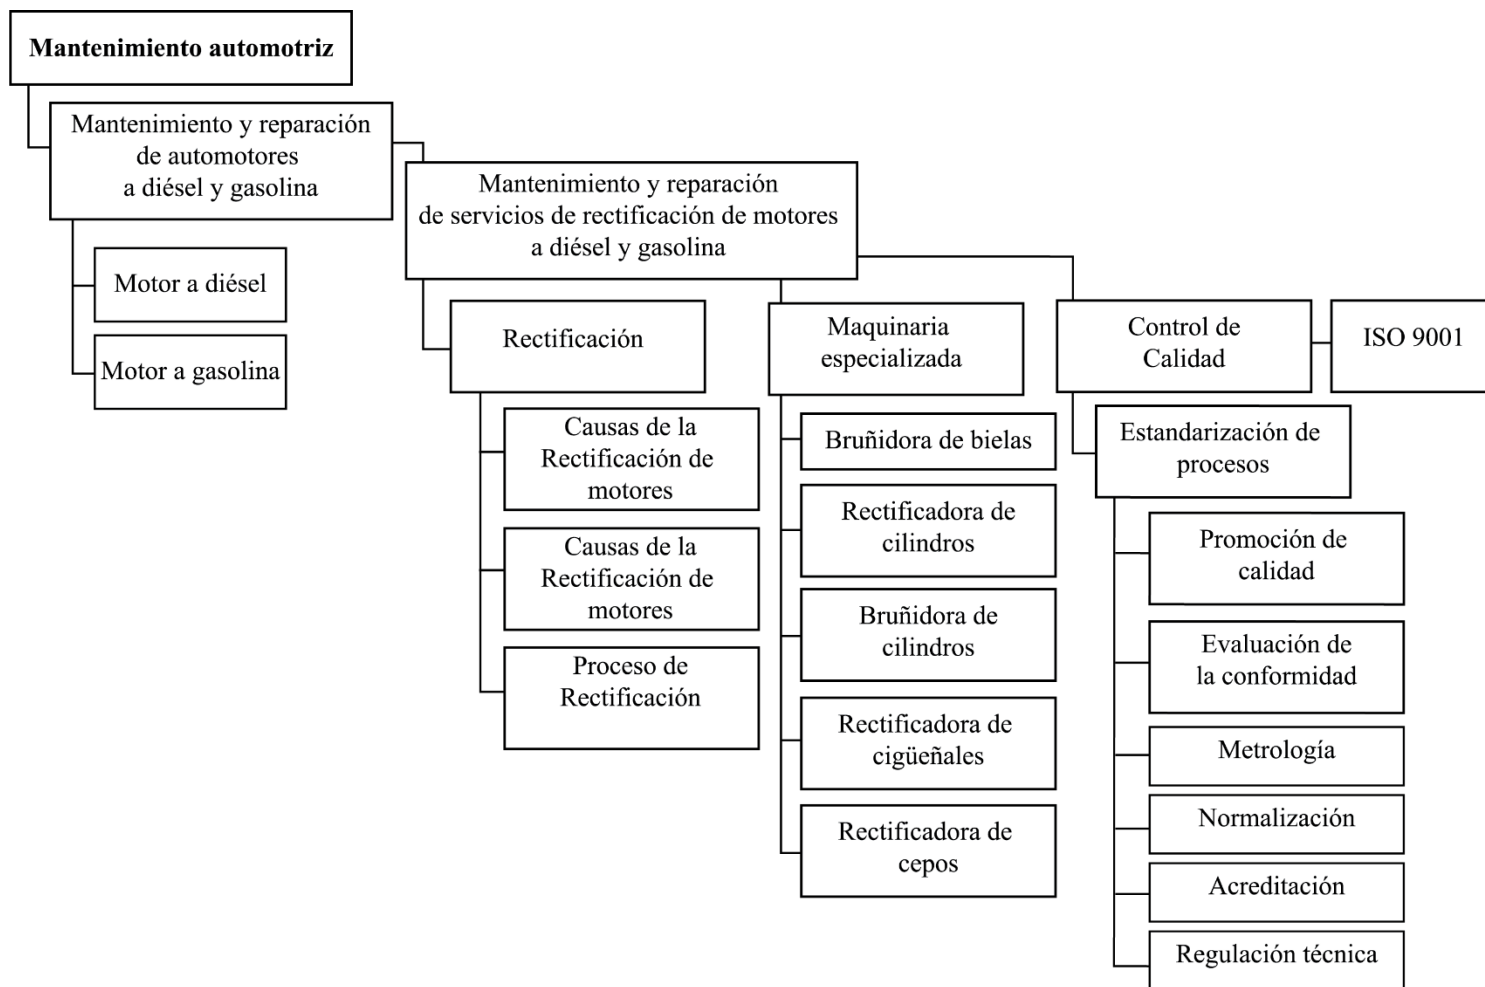 Mantenimiento automotriz
Mantenimiento y reparación
de automotores
a diésel y gasolina
Motor a diésel
Motor a gasolina
Mantenimiento y reparación
de servicios de rectificación de motores
a diésel y gasolina
Rectificación
Causas de la
Rectificación de
motores
Causas de la
Rectificación de
motores
Proceso de
Rectificación
Maquinaria
especializada
Bruñidora de bielas
Rectificadora de
cilindros
Bruñidora de
cilindros
Rectificadora de
cigüeñales
Rectificadora de
cepos
Control de
Calidad
ISO 9001
Estandarización de
procesos
Promoción de
calidad
Evaluación de
la conformidad
Metrología
Normalización
Acreditación
Regulación técnica